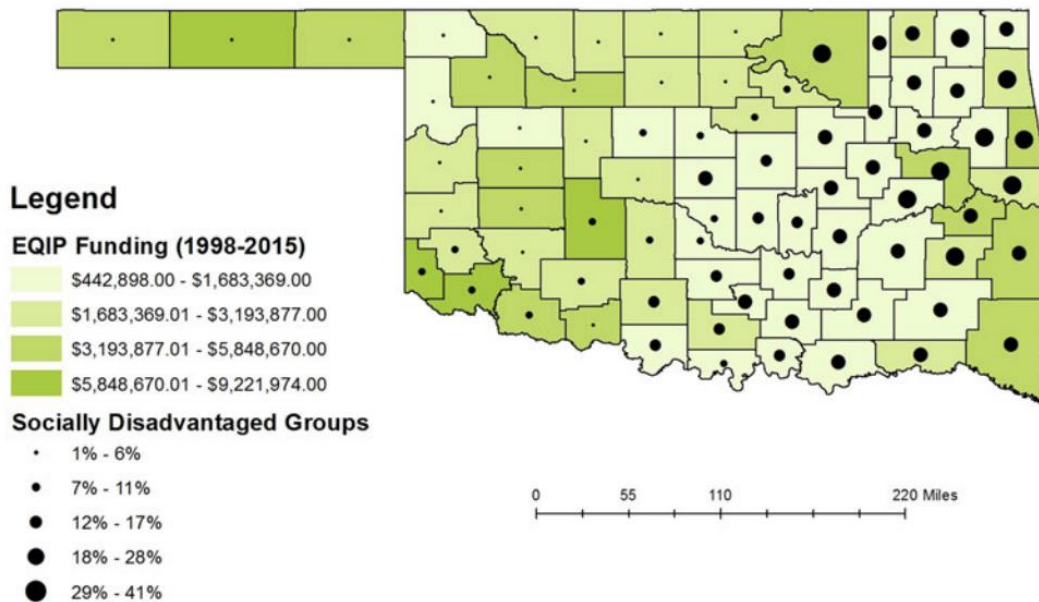 Legend
EQIP Funding (1998-2015)
$442,898.00 - $1,683,369.00
$1,683,369.01 - $3,193,877.00
$3,193,877.01 - $5,848,670.00
$5,848,670.01 - $9,221,974.00
Socially Disadvantaged Groups
1% - 6%
7% - 11%
12% - 17%
18% - 28%
29% - 41%
0 55 110 220 Miles